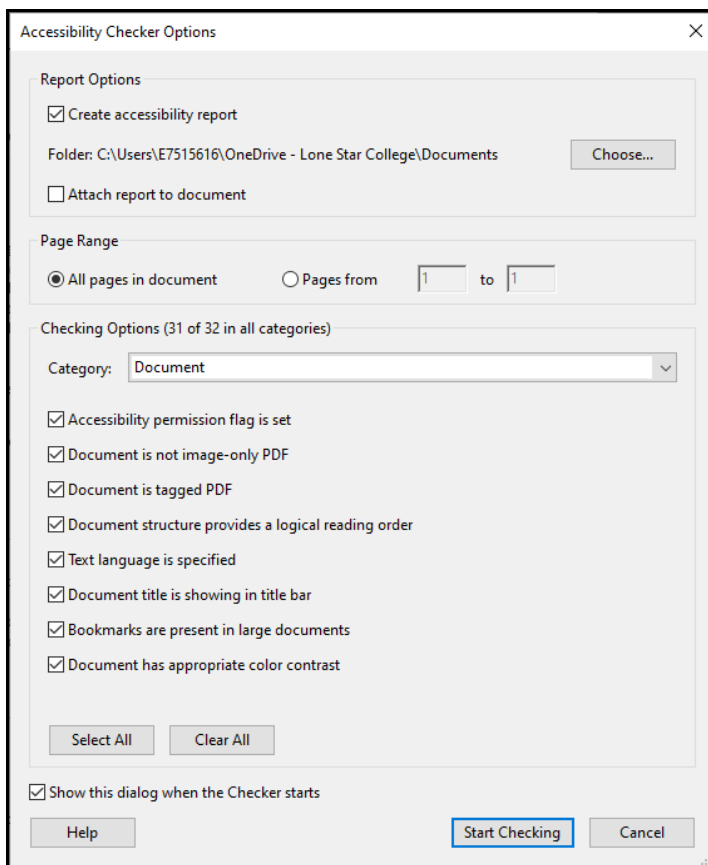 Accessibility Checker Options
Report Options
Create accessibility report
Folder: C:\Users\E7515616\OneDrive - Lone Star College\Documents
Choose...
Attach report to document
Page Range
All pages in document Pages from 1 to 1
Checking Options (31 of 32 in all categories)
Category: Document
Accessibility permission flag is set
Document is not image-only PDF
Document is tagged PDF
Document structure provides a logical reading order
Text language is specified
Document title is showing in title bar
Bookmarks are present in large documents
Document has appropriate color contrast
Select All Clear All
Show this dialog when the Checker starts
Help Start Checking Cancel